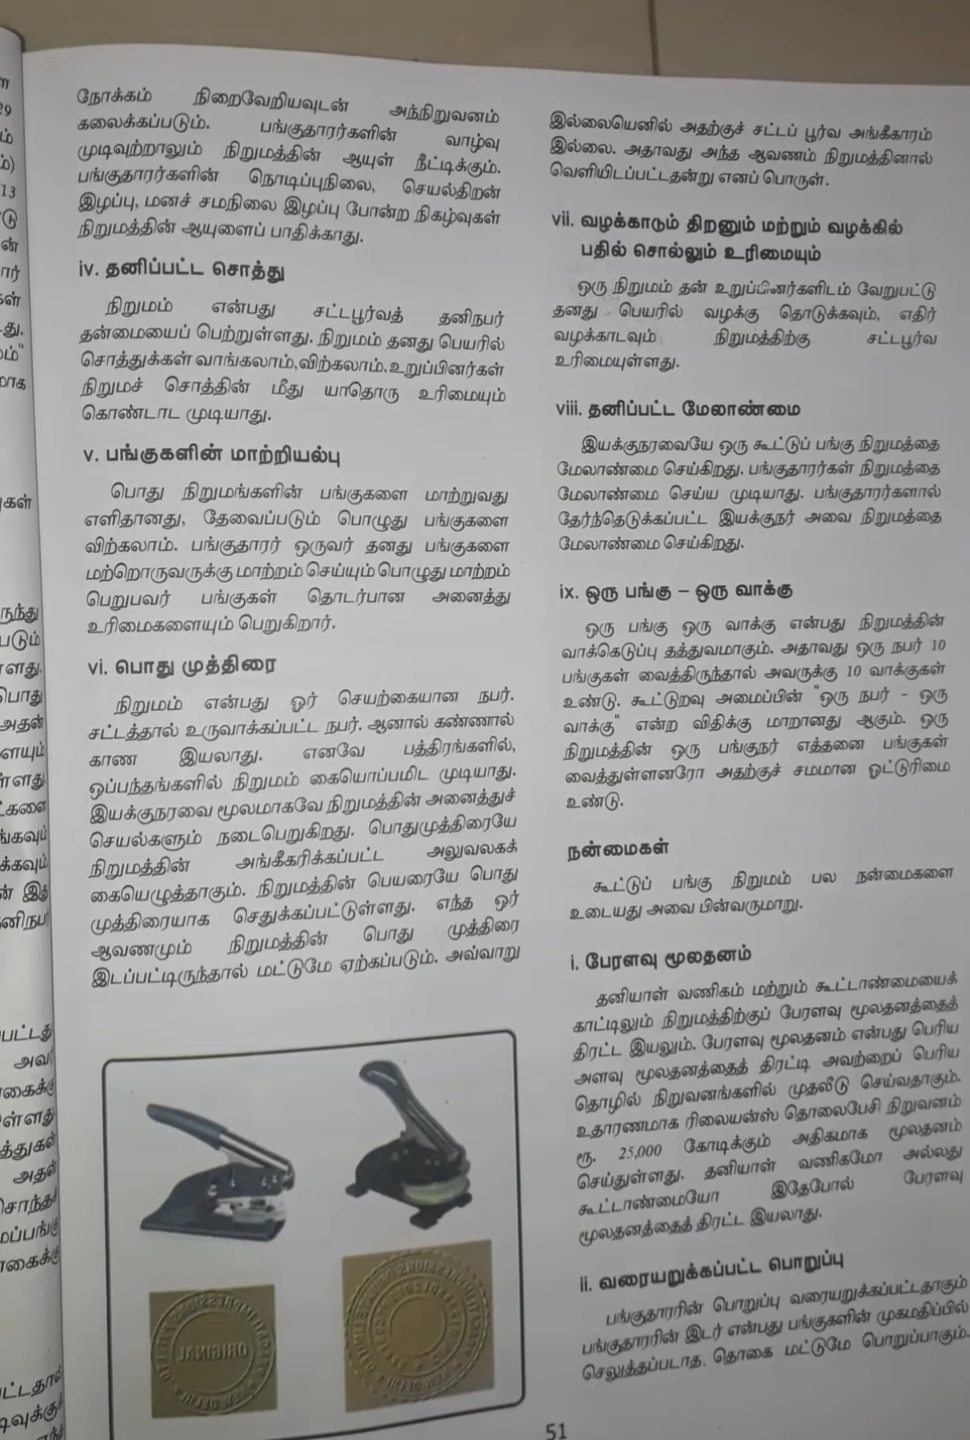 நோக்கம் நிறைவேறியவுடன் அந்நிறுவனம்
கலைக்கப்படும். பங்குதாரர்களின் வாழ்வு
முடிவுற்றாலும் நிறுமத்தின் ஆயுள் நீட்டிக்கும்.
பங்குதாரர்களின் நொடிப்புநிலை, செயல்திறன்
இழப்பு, மனச் சமநிலை இழப்பு போன்ற நிகழ்வுகள்
நிறுமத்தின் ஆயுளைப் பாதிக்காது.
iv. தனிப்பட்ட சொத்து
நிறுமம் என்பது சட்டபூர்வத் தனிநபர்
தன்மையைப் பெற்றுள்ளது. நிறுமம் தனது பெயரில்
சொத்துக்கள் வாங்கலாம்,விற்கலாம்.உறுப்பினர்கள்
நிறுமச் சொத்தின் மீது யாதொரு உரிமையும்
கொண்டாட முடியாது.
v. பங்குகளின் மாற்றியல்பு
பொது நிறுமங்களின் பங்குகளை மாற்றுவது
எளிதானது, தேவைப்படும் பொழுது பங்குகளை
விற்கலாம். பங்குதாரர் ஒருவர் தனது பங்குகளை
மற்றொருவருக்கு மாற்றம் செய்யும் பொழுது மாற்றம்
பெறுபவர் பங்குகள் தொடர்பான அனைத்து
உரிமைகளையும் பெறுகிறார்.
vi. பொது முத்திரை
நிறுமம் என்பது ஓர் செயற்கையான நபர்.
சட்டத்தால் உருவாக்கப்பட்ட நபர். ஆனால் கண்ணால்
காண இயலாது. எனவே பத்திரங்களில்,
ஒப்பந்தங்களில் நிறுமம் கையொப்பமிட முடியாது.
இயக்குநரவை மூலமாகவே நிறுமத்தின் அனைத்துச்
செயல்களும் நடைபெறுகிறது. பொதுமுத்திரையே
நிறுமத்தின் அங்கீகரிக்கப்பட்ட அலுவலகக்
கையெழுத்தாகும். நிறுமத்தின் பெயரையே பொது
முத்திரையாக செதுக்கப்பட்டுள்ளது. எந்த ஒர்
ஆவணமும் நிறுமத்தின் பொது முத்திரை
இடப்பட்டிருந்தால் மட்டுமே ஏற்கப்படும். அவ்வாறு
இல்லையெனில் அதற்குச் சட்டப் பூர்வ அங்கீகாரம்
இல்லை. அதாவது அந்த ஆவணம் நிறுமத்தினால்
வெளியிடப்பட்டதன்று எனப் பொருள்.
vii. வழக்காடும் திறனும் மற்றும் வழக்கில்
பதில் சொல்லும் உரிமையும்
ஒரு நிறுமம் தன் உறுப்பினர்களிடம் வேறுபட்டு
தனது பெயரில் வழக்கு தொடுக்கவும், எதிர்
வழக்காடவும் நிறுமத்திற்கு சட்டபூர்வ
உரிமையுள்ளது.
viii. தனிப்பட்ட மேலாண்மை
இயக்குநரவையே ஒரு கூட்டுப் பங்கு நிறுமத்தை
மேலாண்மை செய்கிறது. பங்குதாரர்கள் நிறுமத்தை
மேலாண்மை செய்ய முடியாது. பங்குதாரர்களால்
தேர்ந்தெடுக்கப்பட்ட இயக்குநர் அவை நிறுமத்தை
மேலாண்மை செய்கிறது.
ix. ஒரு பங்கு – ஒரு வாக்கு
ஒரு பங்கு ஒரு வாக்கு என்பது நிறுமத்தின்
வாக்கெடுப்பு தத்துவமாகும். அதாவது ஒரு நபர் 10
பங்குகள் வைத்திருந்தால் அவருக்கு 10 வாக்குகள்
உண்டு. கூட்டுறவு அமைப்பின் "ஒரு நபர் – ஒரு
வாக்கு" என்ற விதிக்கு மாறானது ஆகும். ஒரு
நிறுமத்தின் ஒரு பங்குநர் எத்தனை பங்குகள்
வைத்துள்ளனரோ அதற்குச் சமமான ஓட்டுரிமை
உண்டு.
நன்மைகள்
கூட்டுப் பங்கு நிறுமம் பல நன்மைகளை
உடையது அவை பின்வருமாறு.
i. பேரளவு மூலதனம்
தனியாள் வணிகம் மற்றும் கூட்டாண்மையைக்
காட்டிலும் நிறுமத்திற்குப் பேரளவு மூலதனத்தைத்
திரட்ட இயலும். பேரளவு மூலதனம் என்பது பெரிய
அளவு மூலதனத்தைத் திரட்டி அவற்றைப் பெரிய
தொழில் நிறுவனங்களில் முதலீடு செய்வதாகும்.
உதாரணமாக ரிலையன்ஸ் தொலைபேசி நிறுவனம்
ரூ. 25,000 கோடிக்கும் அதிகமாக மூலதனம்
செய்துள்ளது. தனியாள் வணிகமோ அல்லது
கூட்டாண்மையோ இதேபோல் பேரளவு
மூலதனத்தைத் திரட்ட இயலாது.
ii. வரையறுக்கப்பட்ட பொறுப்பு
பங்குதாரரின் பொறுப்பு வரையறுக்கப்பட்டதாகும்
பங்குதாரரின் இடர் என்பது பங்குகளின் முகமதிப்பில்
செலுத்தப்படாத தொகை மட்டுமே பொறுப்பாகும்.
ORIGINAL
51